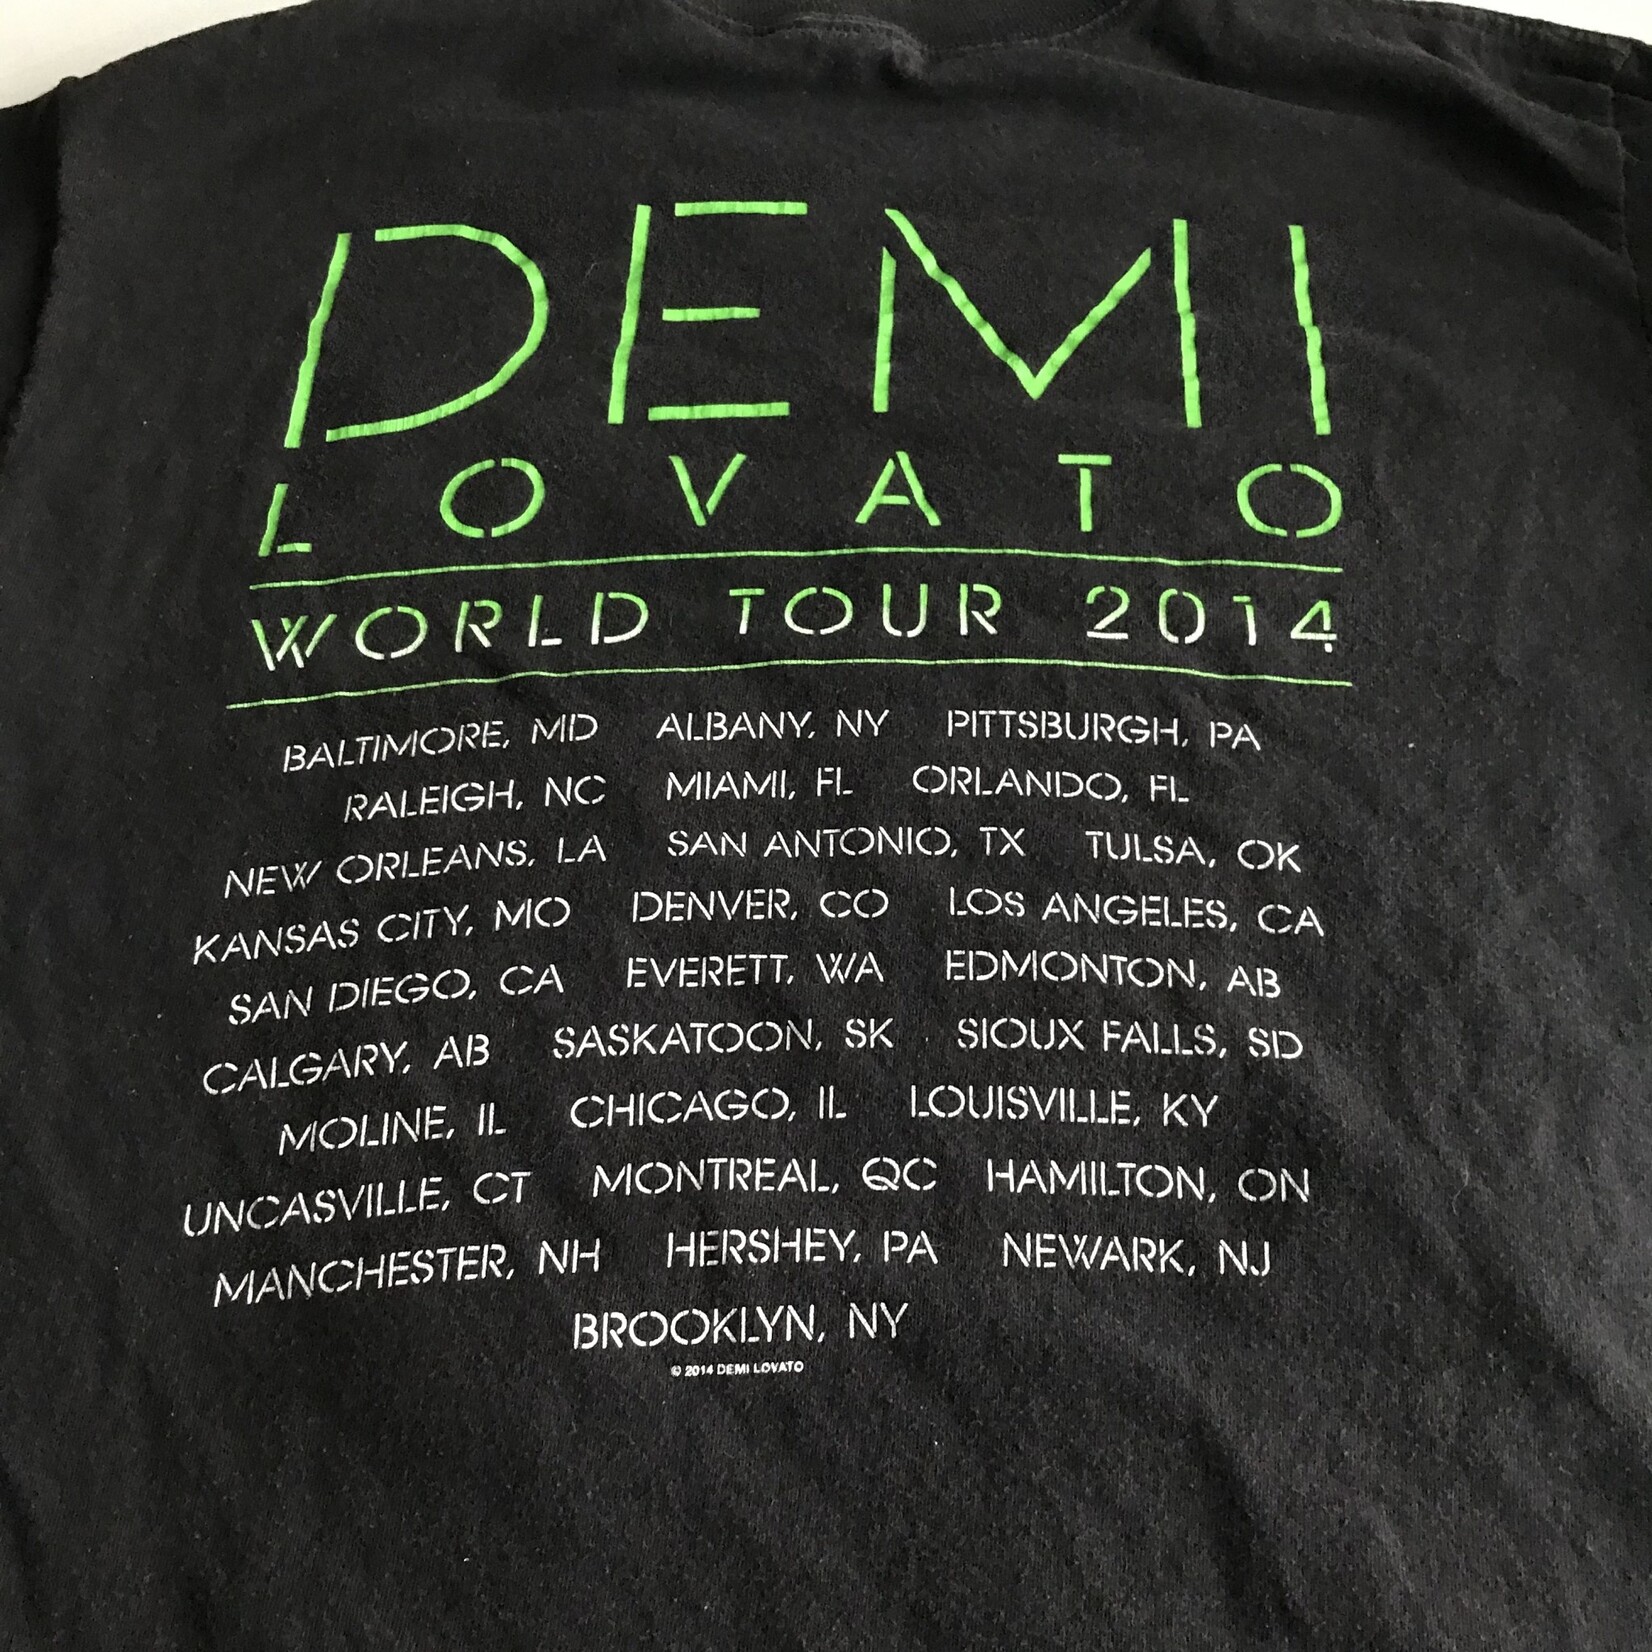 DEMI
LOVATO
WORLD TOUR 2014
BALTIMORE, MD ALBANY, NY PITTSBURGH, PA
RALEIGH, NC MIAMI, FL ORLANDO, FL
NEW ORLEANS, LA SAN ANTONIO, TX TULSA, OK
KANSAS CITY, MO DENVER, CO LOS ANGELES, CA
SAN DIEGO, CA EVERETT, WA EDMONTON, AB
CALGARY, AB SASKATOON, SK SIOUX FALLS, SD
MOLINE, IL CHICAGO, IL LOUISVILLE, KY
UNCASVILLE, CT MONTREAL, QC HAMILTON, ON
MANCHESTER, NH HERSHEY, PA NEWARK, NJ
BROOKLYN, NY
© 2014 DEMI LOVATO